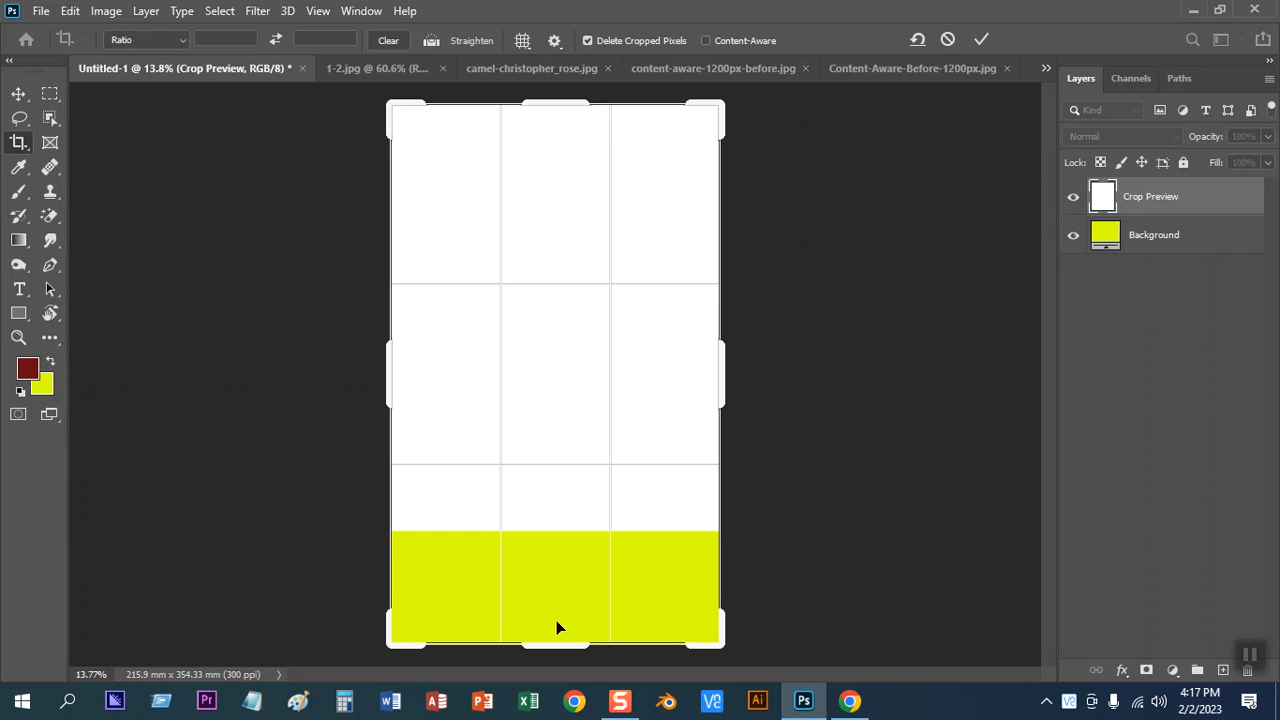 Ps File Edit Image Layer Type Select Filter 3D View Window Help
Ratio Clear Straighten Delete Cropped Pixels Content-Aware
Untitled-1 @ 13.8% (Crop Preview, RGB/8) * × 1-2.jpg @ 60.6% (R... × camel-christopher_rose.jpg × content-aware-1200px-before.jpg × Content-Aware-Before-1200px.jpg ×
Layers Channels Paths
Kind
Normal Opacity: 100%
Lock: Fill: 100%
Crop Preview
Background
13.77% 215.9 mm x 354.33 mm (300 ppi)
4:17 PM
2/2/2023